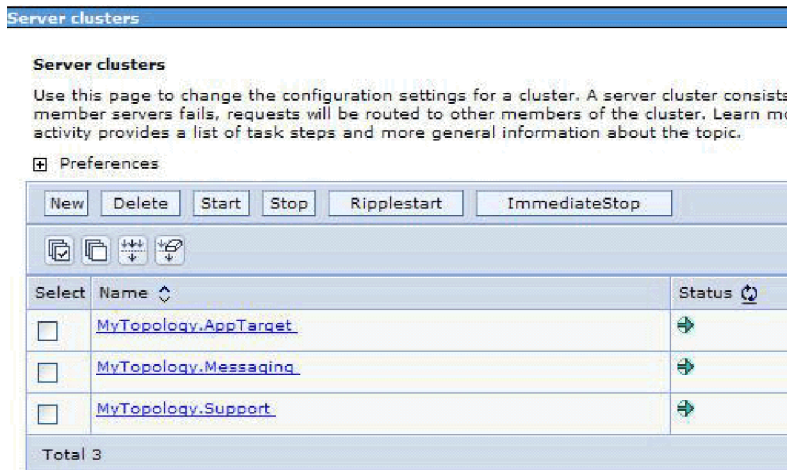 Server clusters
Server clusters
Use this page to change the configuration settings for a cluster. A server cluster consists
member servers fails, requests will be routed to other members of the cluster. Learn mo
activity provides a list of task steps and more general information about the topic.
Preferences
New Delete Start Stop Ripplestart ImmediateStop
Select Name Status
MyTopology.AppTarget
MyTopology.Messaging
MyTopology.Support
Total 3